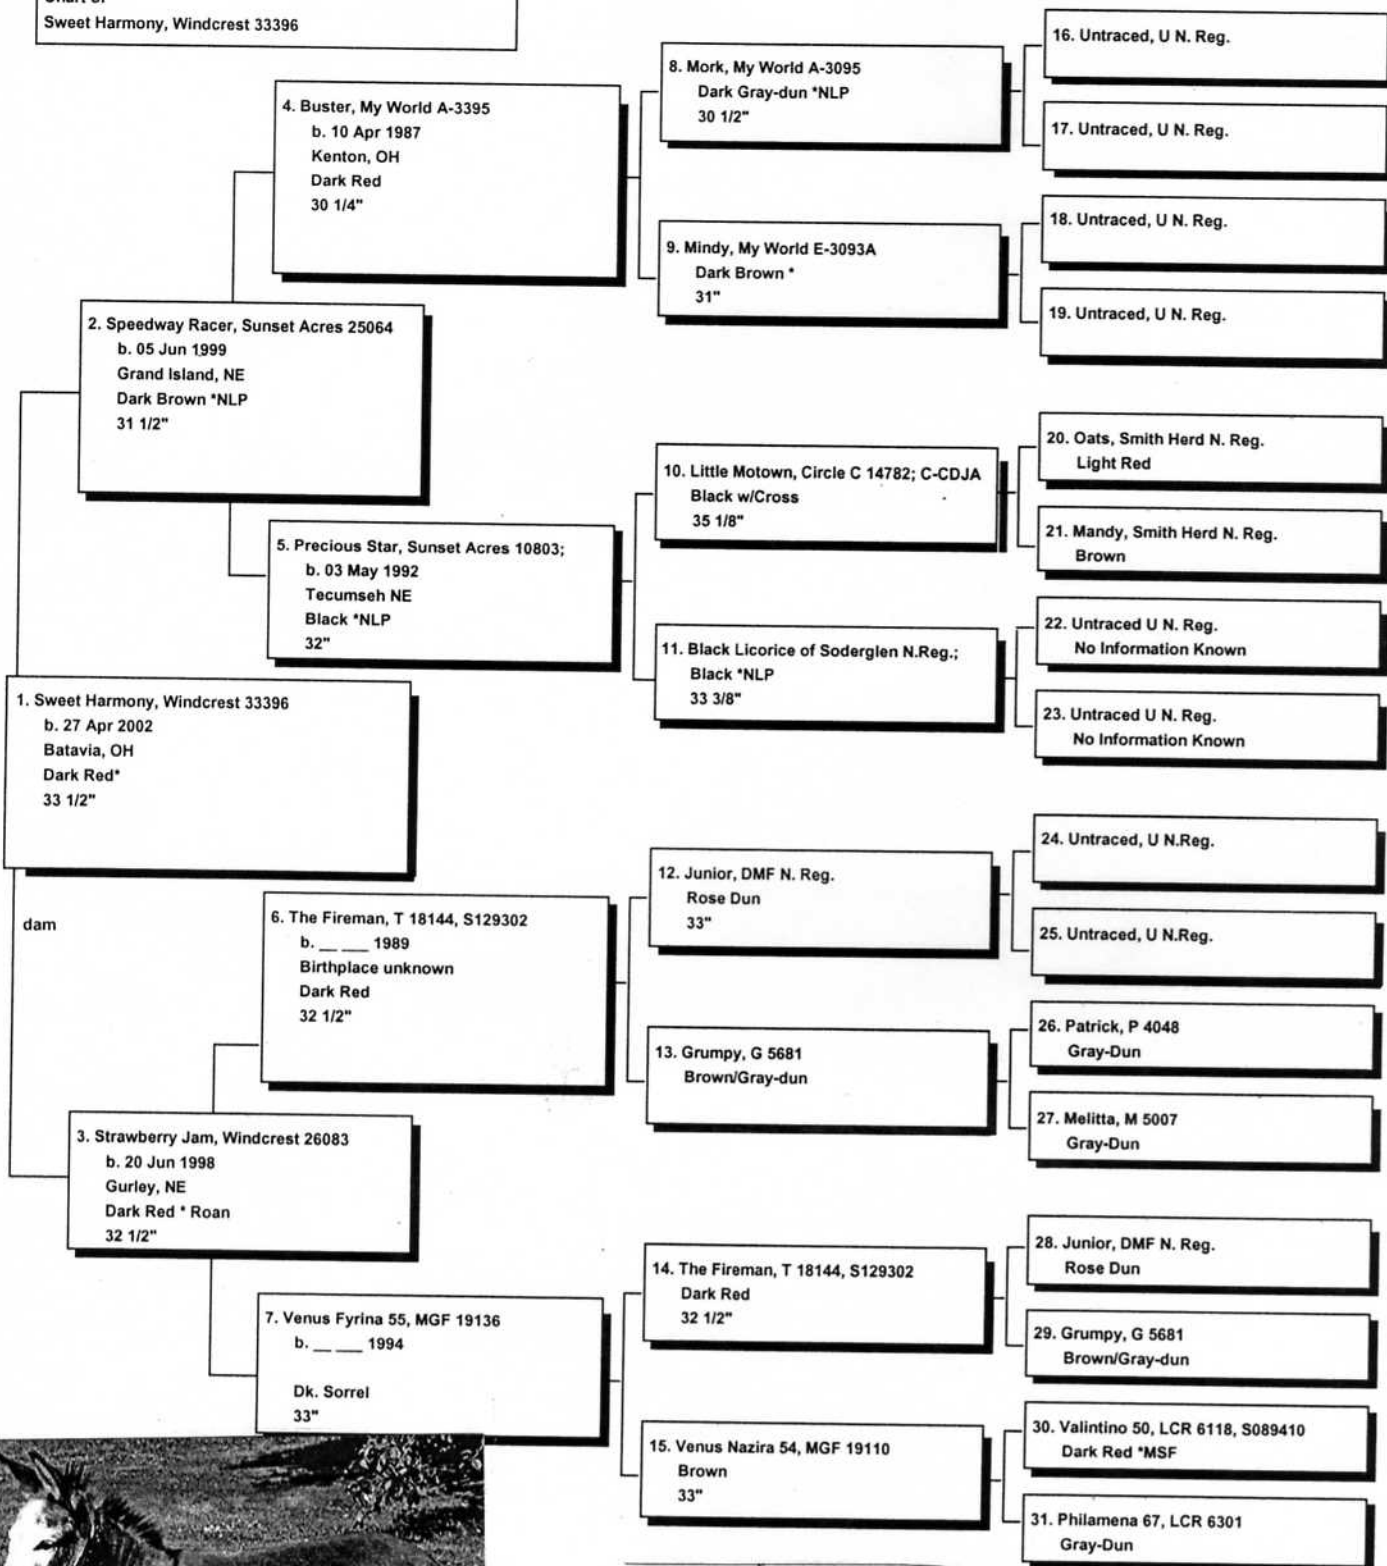 Chart of
Sweet Harmony, Windcrest 33396
1. Sweet Harmony, Windcrest 33396
b. 27 Apr 2002
Batavia, OH
Dark Red*
33 1/2"
dam
2. Speedway Racer, Sunset Acres 25064
b. 05 Jun 1999
Grand Island, NE
Dark Brown *NLP
31 1/2"
3. Strawberry Jam, Windcrest 26083
b. 20 Jun 1998
Gurley, NE
Dark Red * Roan
32 1/2"
4. Buster, My World A-3395
b. 10 Apr 1987
Kenton, OH
Dark Red
30 1/4"
5. Precious Star, Sunset Acres 10803;
b. 03 May 1992
Tecumseh NE
Black *NLP
32"
6. The Fireman, T 18144, S129302
b. __ ___ 1989
Birthplace unknown
Dark Red
32 1/2"
7. Venus Fyrina 55, MGF 19136
b. __ ___ 1994
Dk. Sorrel
33"
8. Mork, My World A-3095
Dark Gray-dun *NLP
30 1/2"
9. Mindy, My World E-3093A
Dark Brown *
31"
10. Little Motown, Circle C 14782; C-CDJA
Black w/Cross
35 1/8"
11. Black Licorice of Soderglen N.Reg.;
Black *NLP
33 3/8"
12. Junior, DMF N. Reg.
Rose Dun
33"
13. Grumpy, G 5681
Brown/Gray-dun
14. The Fireman, T 18144, S129302
Dark Red
32 1/2"
15. Venus Nazira 54, MGF 19110
Brown
33"
16. Untraced, U N. Reg.
17. Untraced, U N. Reg.
18. Untraced, U N. Reg.
19. Untraced, U N. Reg.
20. Oats, Smith Herd N. Reg.
Light Red
21. Mandy, Smith Herd N. Reg.
Brown
22. Untraced U N. Reg.
No Information Known
23. Untraced U N. Reg.
No Information Known
24. Untraced, U N.Reg.
25. Untraced, U N.Reg.
26. Patrick, P 4048
Gray-Dun
27. Melitta, M 5007
Gray-Dun
28. Junior, DMF N. Reg.
Rose Dun
29. Grumpy, G 5681
Brown/Gray-dun
30. Valintino 50, LCR 6118, S089410
Dark Red *MSF
31. Philamena 67, LCR 6301
Gray-Dun